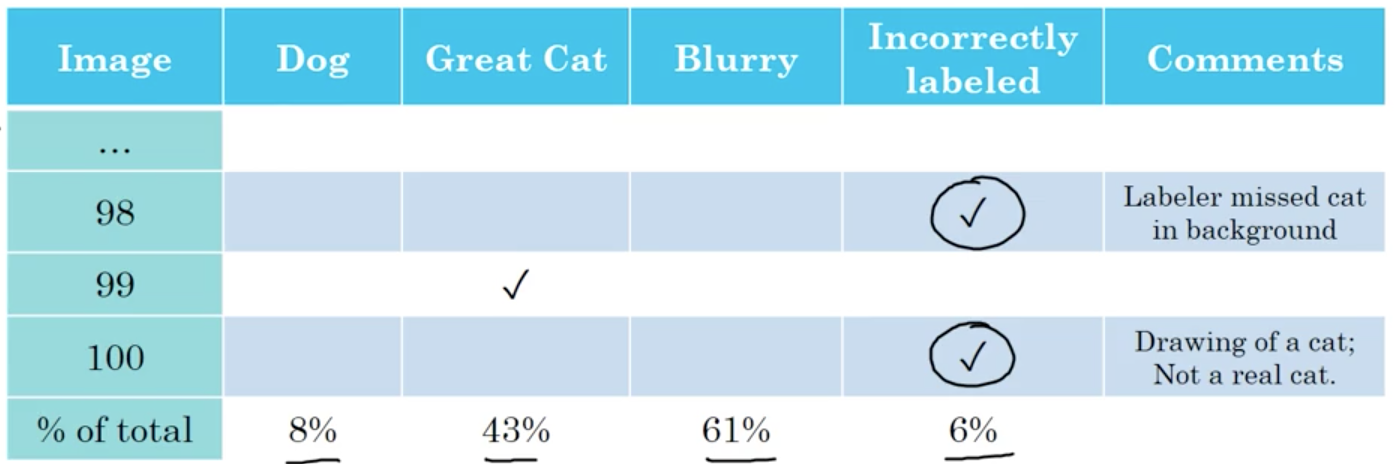 Image Dog Great Cat Blurry Incorrectly labeled Comments
...
98 ✓ Labeler missed cat in background
99 ✓
100 ✓ Drawing of a cat; Not a real cat.
% of total 8% 43% 61% 6%